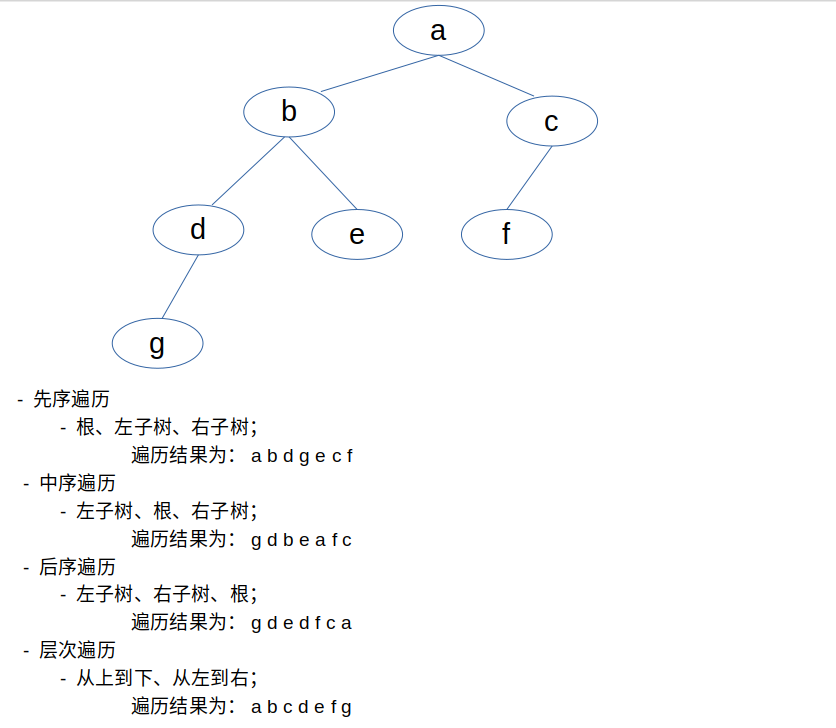 a
b
c
d
e
f
g
- 先序遍历
- 根、左子树、右子树；
遍历结果为： a b d g e c f
- 中序遍历
- 左子树、根、右子树；
遍历结果为： g d b e a f c
- 后序遍历
- 左子树、右子树、根；
遍历结果为： g d e d f c a
- 层次遍历
- 从上到下、从左到右；
遍历结果为： a b c d e f g